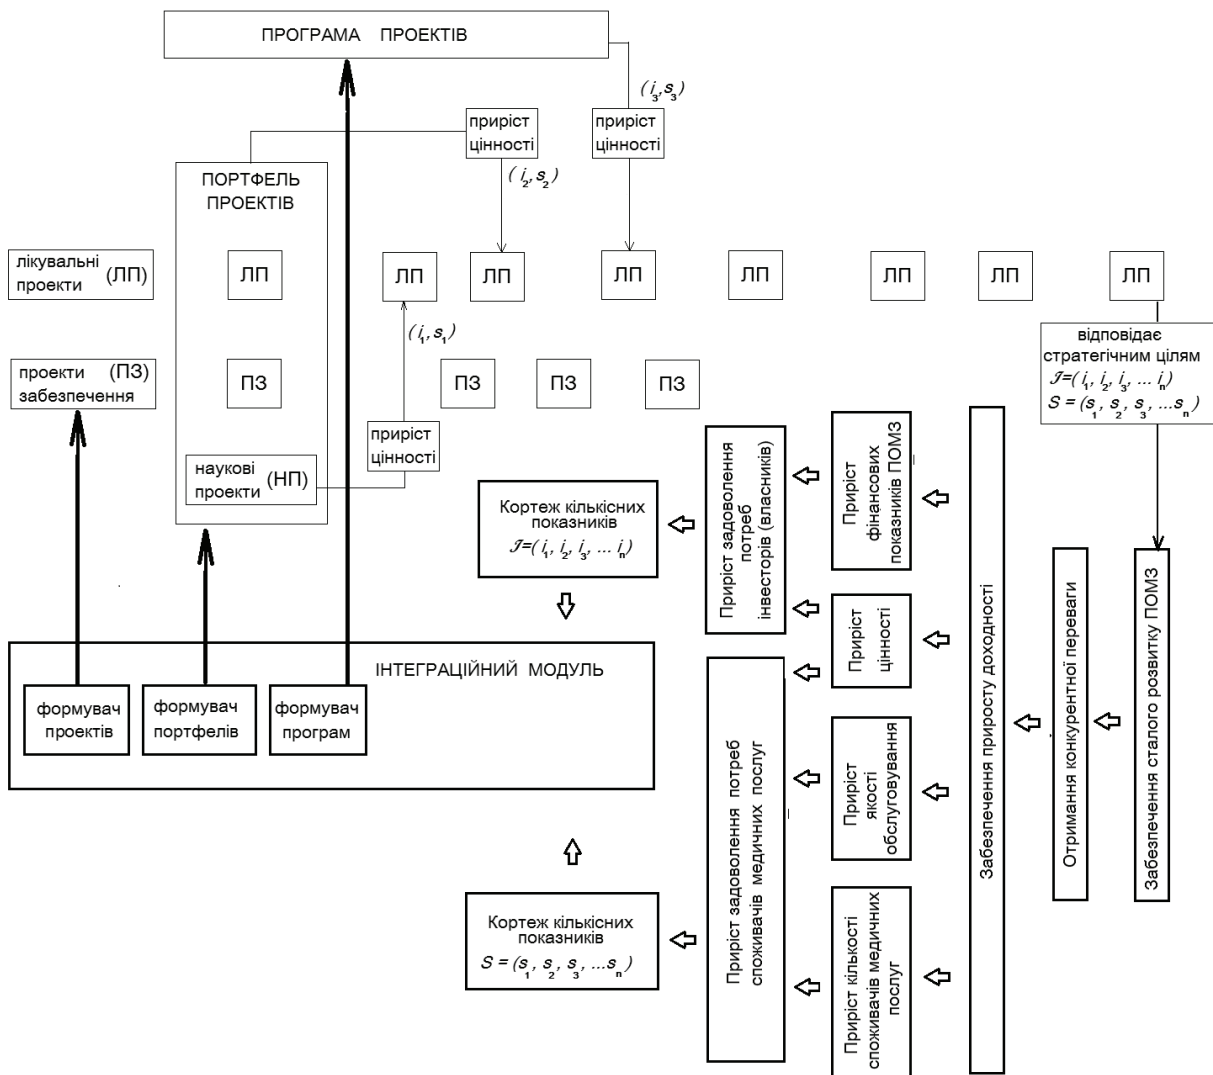 ПРОГРАМА ПРОЕКТІВ
(i3,s3)
приріст
цінності
приріст
цінності
(i2,s2)
ПОРТФЕЛЬ
ПРОЕКТІВ
лікувальні
проекти
(ЛП)
ЛП
ЛП
ЛП
ЛП
ЛП
ЛП
ЛП
ЛП
(i1,s1)
відповідає
стратегічним цілям
J=(i1, i2, i3, ... in)
S = (s1, s2, s3, ...sn)
проекти (ПЗ)
забезпечення
ПЗ
ПЗ
ПЗ
ПЗ
приріст
цінності
наукові
проекти
(НП)
Кортеж кількісних
показників
J=(i1, i2, i3, ... in)
Приріст задоволення
потреб
інвесторів (власників)
Приріст
фінансових
показників ПОМЗ
Приріст
цінності
ІНТЕГРАЦІЙНИЙ МОДУЛЬ
формувач
проектів
формувач
портфелів
формувач
програм
Приріст задоволення потреб
споживачів медичних послуг
Приріст
якості
обслуговування
Приріст кількості
споживачів медичних
послуг
Забезпечення приросту доходності
Отримання конкурентної переваги
Забезпечення сталого розвитку ПОМЗ
Кортеж кількісних
показників
S = (s1, s2, s3, ...sn)